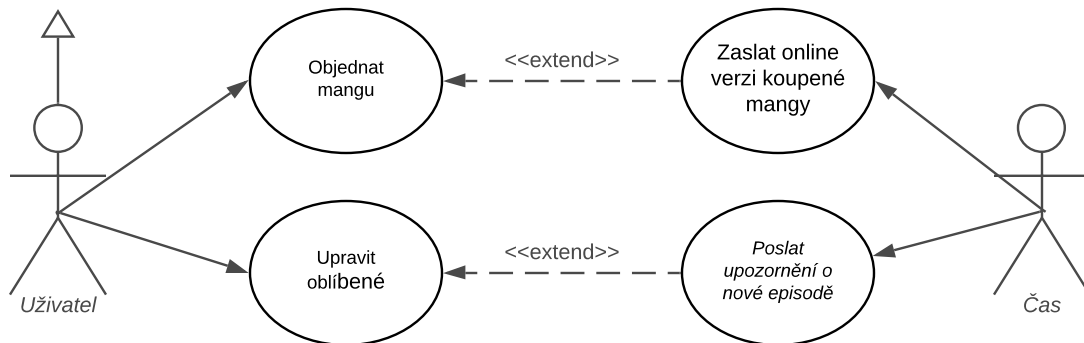 Objednat
mangu
<<extend>>
Zaslat online
verzi koupené
mangy
Upravit
oblíbené
<<extend>>
Poslat
upozornění o
nové episodě
Uživatel
Čas